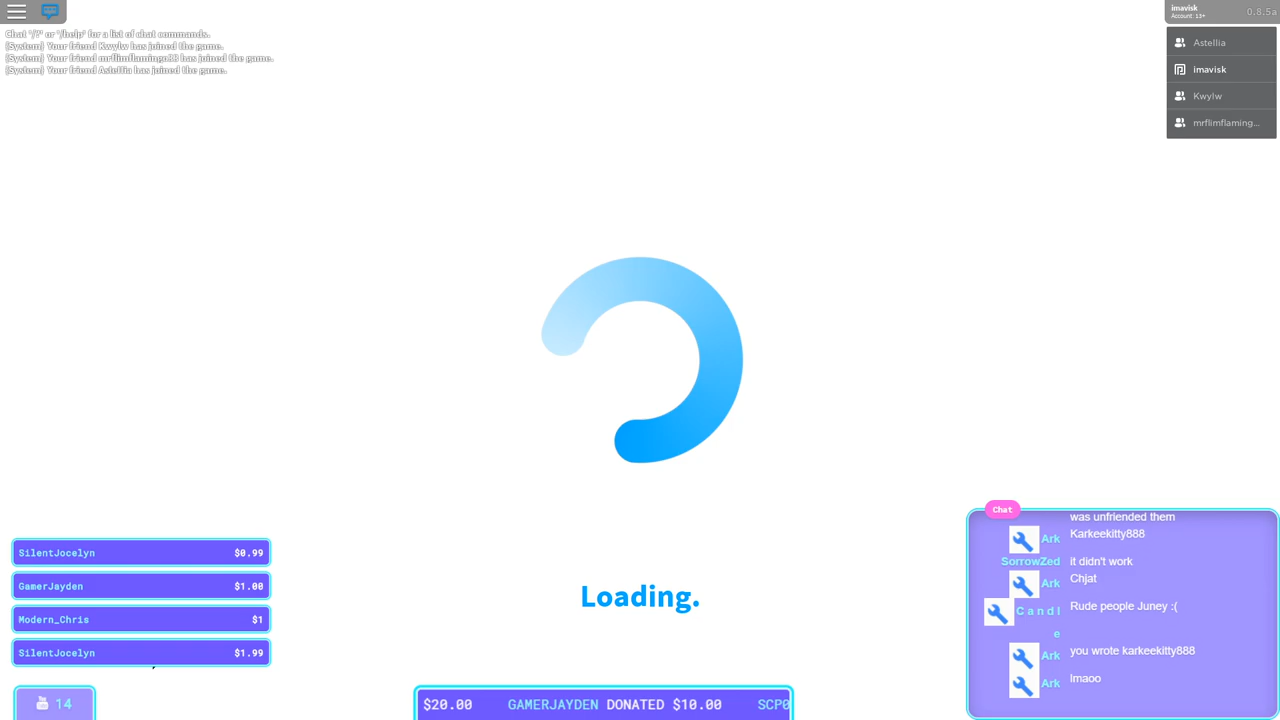 Chat '/?' or '/help' for a list of chat commands.
{System} Your friend Kwylw has joined the game.
{System} Your friend mrflimflamingo33 has joined the game.
{System} Your friend Astellia has joined the game.
imavisk
Account: 13+
0.8.5a
Astellia
imavisk
Kwylw
mrflimflaming...
Loading.
SilentJocelyn $0.99
GamerJayden $1.00
Modern_Chris $1
SilentJocelyn $1.99
14
$20.00 GAMERJAYDEN DONATED $10.00 SCP0
Chat
was unfriended them
Ark Karkeekitty888
SorrowZed it didn't work
Ark Chjat
C a n d l Rude people Juney :(
e
Ark you wrote karkeekitty888
Ark lmaoo